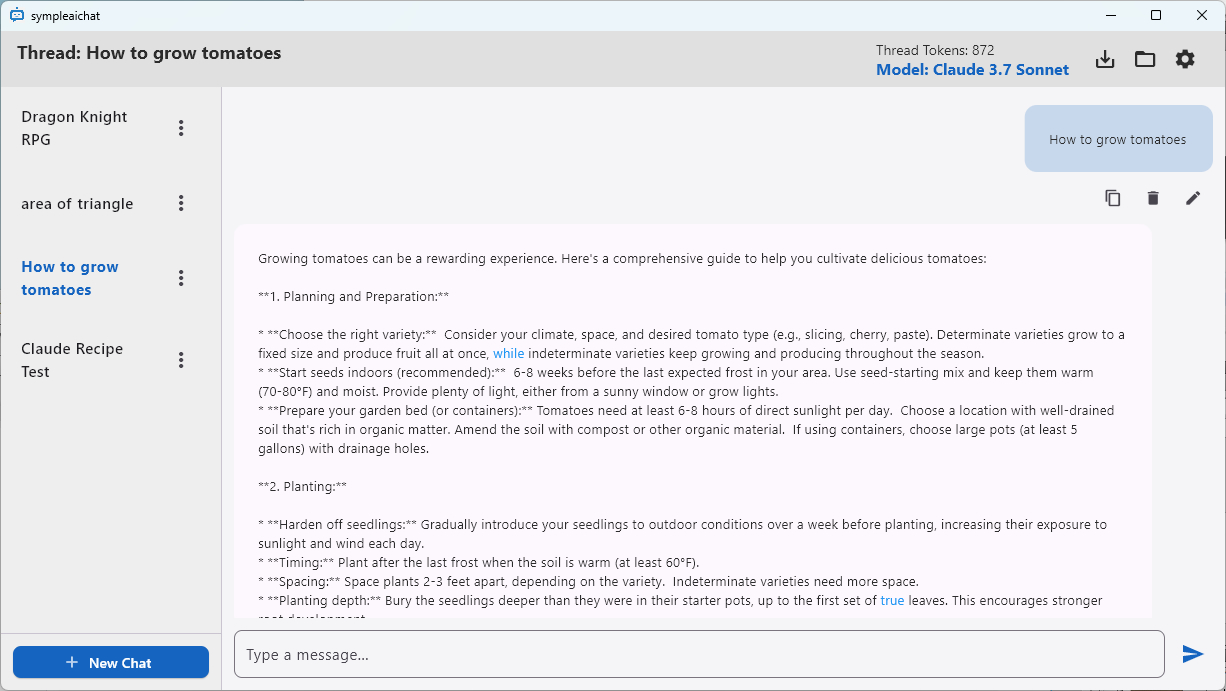 sympleaichat
Thread: How to grow tomatoes
Thread Tokens: 872
Model: Claude 3.7 Sonnet
Dragon Knight
RPG
area of triangle
How to grow
tomatoes
Claude Recipe
Test
+ New Chat
How to grow tomatoes
Growing tomatoes can be a rewarding experience. Here's a comprehensive guide to help you cultivate delicious tomatoes:
**1. Planning and Preparation:**
* **Choose the right variety:**  Consider your climate, space, and desired tomato type (e.g., slicing, cherry, paste). Determinate varieties grow to a
fixed size and produce fruit all at once, while indeterminate varieties keep growing and producing throughout the season.
* **Start seeds indoors (recommended):**  6-8 weeks before the last expected frost in your area. Use seed-starting mix and keep them warm
(70-80°F) and moist. Provide plenty of light, either from a sunny window or grow lights.
* **Prepare your garden bed (or containers):** Tomatoes need at least 6-8 hours of direct sunlight per day.  Choose a location with well-drained
soil that's rich in organic matter. Amend the soil with compost or other organic material.  If using containers, choose large pots (at least 5
gallons) with drainage holes.
**2. Planting:**
* **Harden off seedlings:** Gradually introduce your seedlings to outdoor conditions over a week before planting, increasing their exposure to
sunlight and wind each day.
* **Timing:** Plant after the last frost when the soil is warm (at least 60°F).
* **Spacing:** Space plants 2-3 feet apart, depending on the variety.  Indeterminate varieties need more space.
* **Planting depth:** Bury the seedlings deeper than they were in their starter pots, up to the first set of true leaves. This encourages stronger
root development.
Type a message...